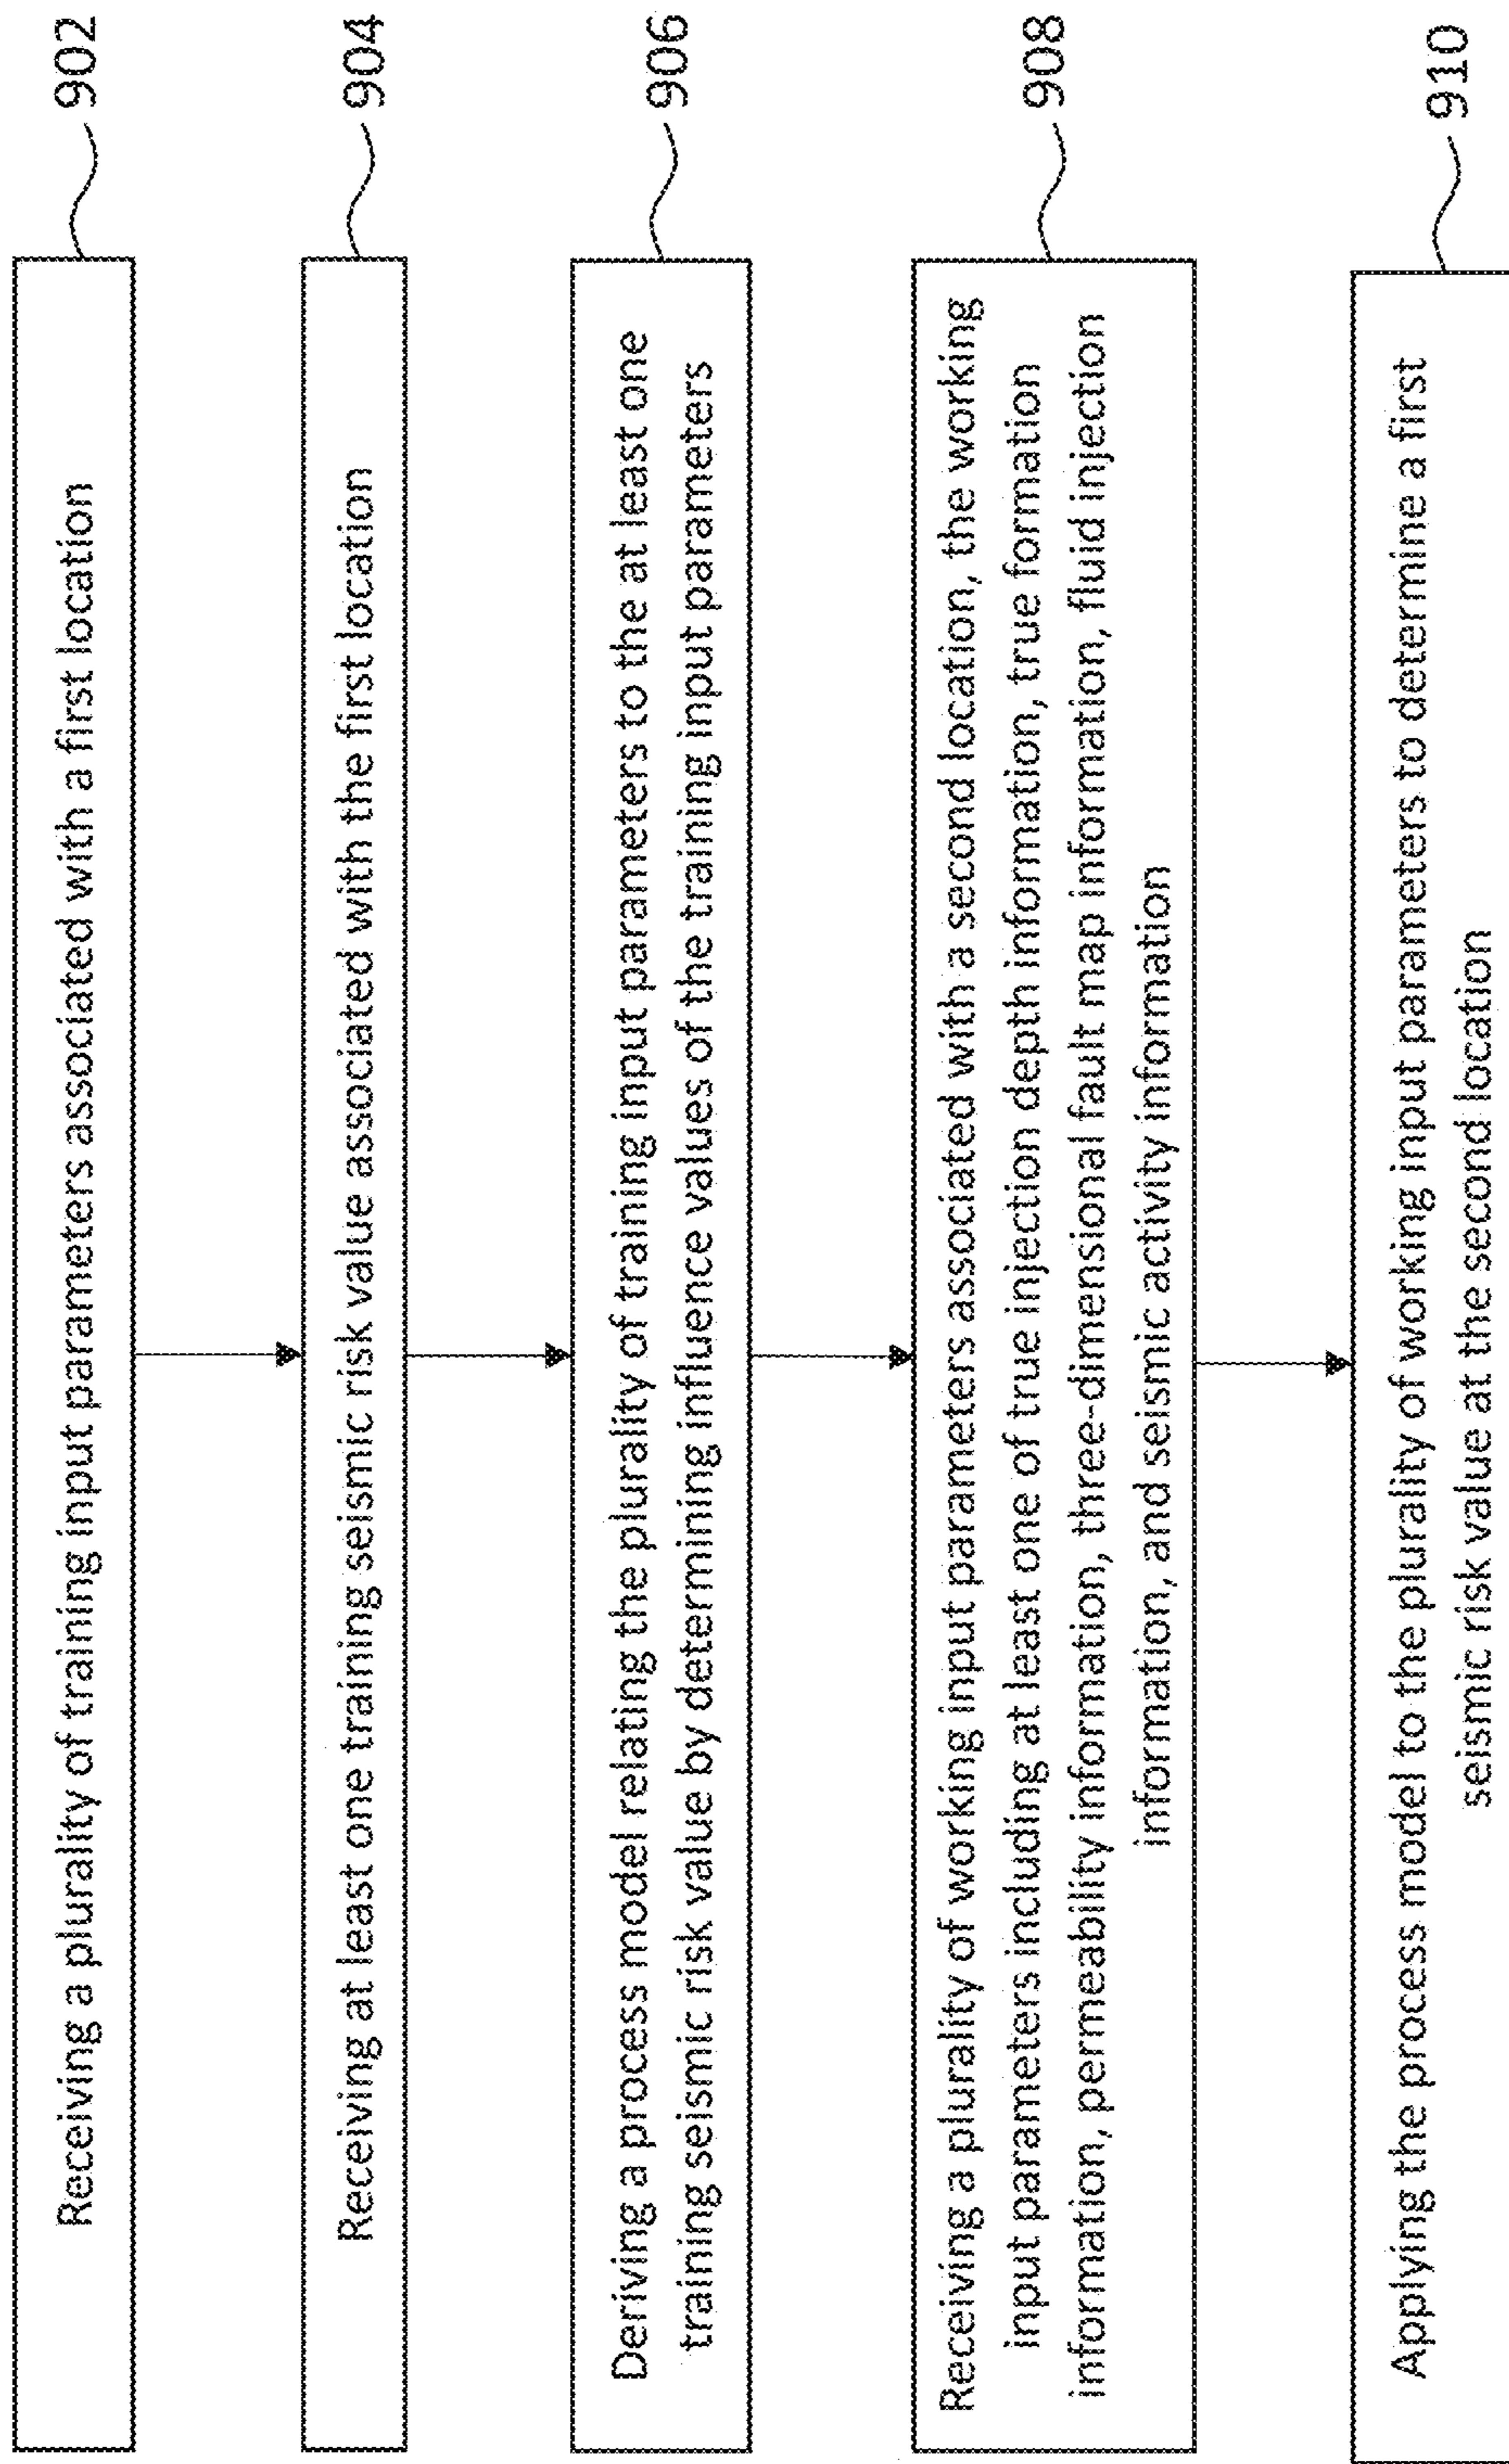 Receiving a plurality of training input parameters associated with a first location
902
Receiving at least one training seismic risk value associated with the first location
904
Deriving a process model relating the plurality of training input parameters to the at least one
training seismic risk value by determining influence values of the training input parameters
906
Receiving a plurality of working input parameters associated with a second location, the working
input parameters including at least one of true injection depth information, true formation
information, permeability information, three-dimensional fault map information, fluid injection
information, and seismic activity information
908
Applying the process model to the plurality of working input parameters to determine a first
seismic risk value at the second location
910